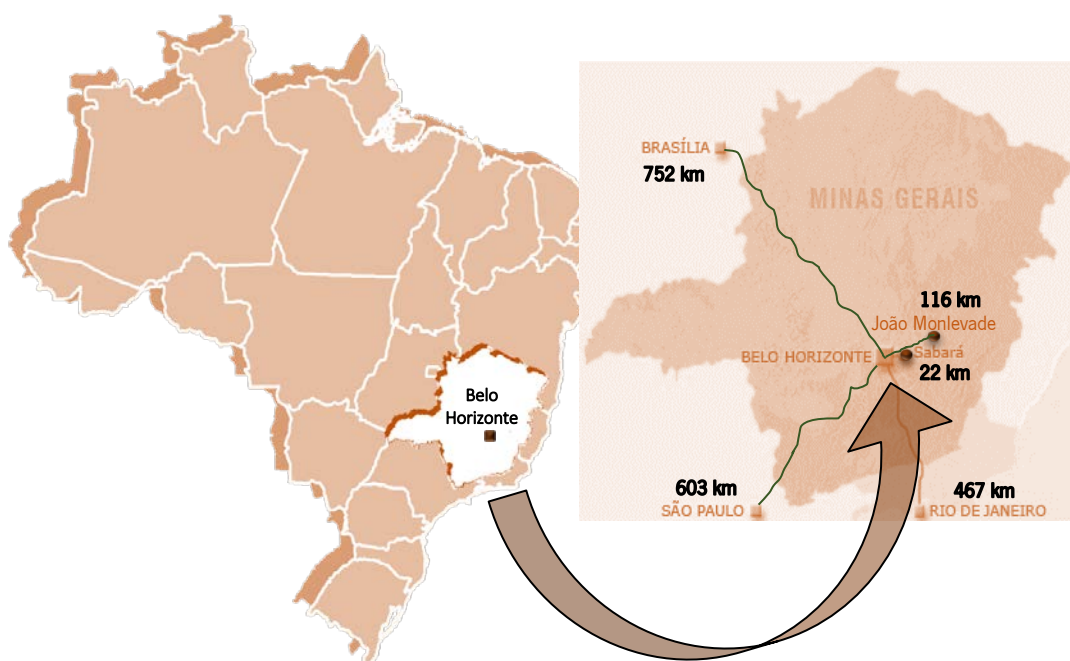 Belo
Horizonte
BRASÍLIA
752 km
MINAS GERAIS
116 km
João Monlevade
BELO HORIZONTE
Sabará
22 km
603 km
SÃO PAULO
467 km
RIO DE JANEIRO